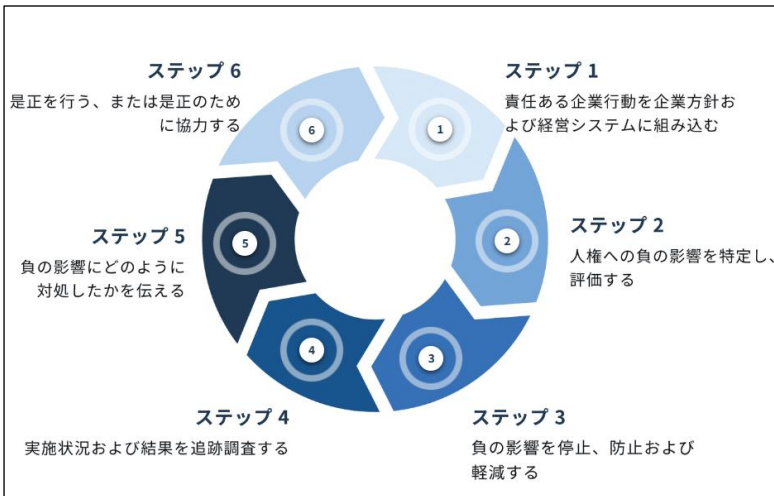 ステップ 1
責任ある企業行動を企業方針お
よび経営システムに組み込む
1
ステップ 2
人権への負の影響を特定し、
評価する
2
ステップ 3
負の影響を停止、防止および
軽減する
3
ステップ 4
実施状況および結果を追跡調査する
4
ステップ 5
負の影響にどのように
対処したかを伝える
5
ステップ 6
是正を行う、または是正のため
に協力する
6